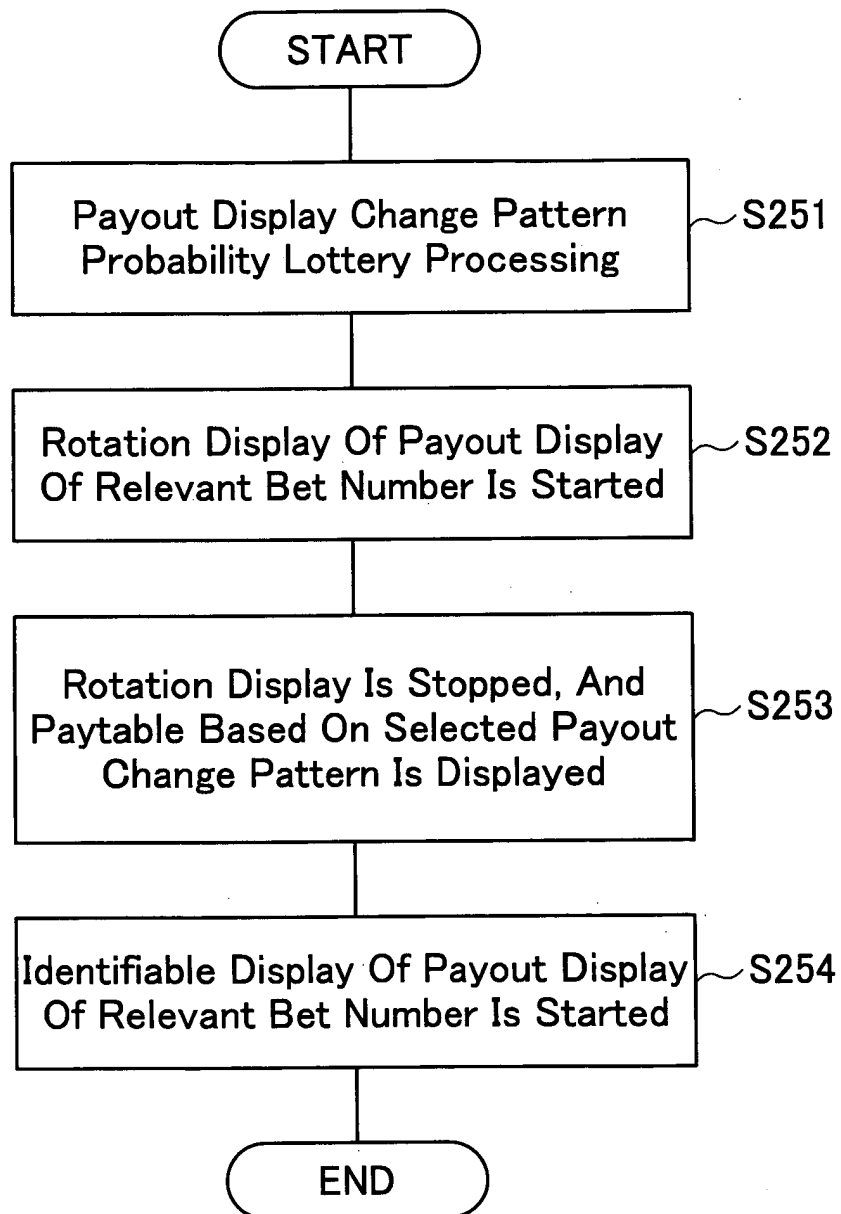 START
Payout Display Change Pattern
Probability Lottery Processing
S251
Rotation Display Of Payout Display
Of Relevant Bet Number Is Started
S252
Rotation Display Is Stopped, And
Paytable Based On Selected Payout
Change Pattern Is Displayed
S253
Identifiable Display Of Payout Display
Of Relevant Bet Number Is Started
S254
END